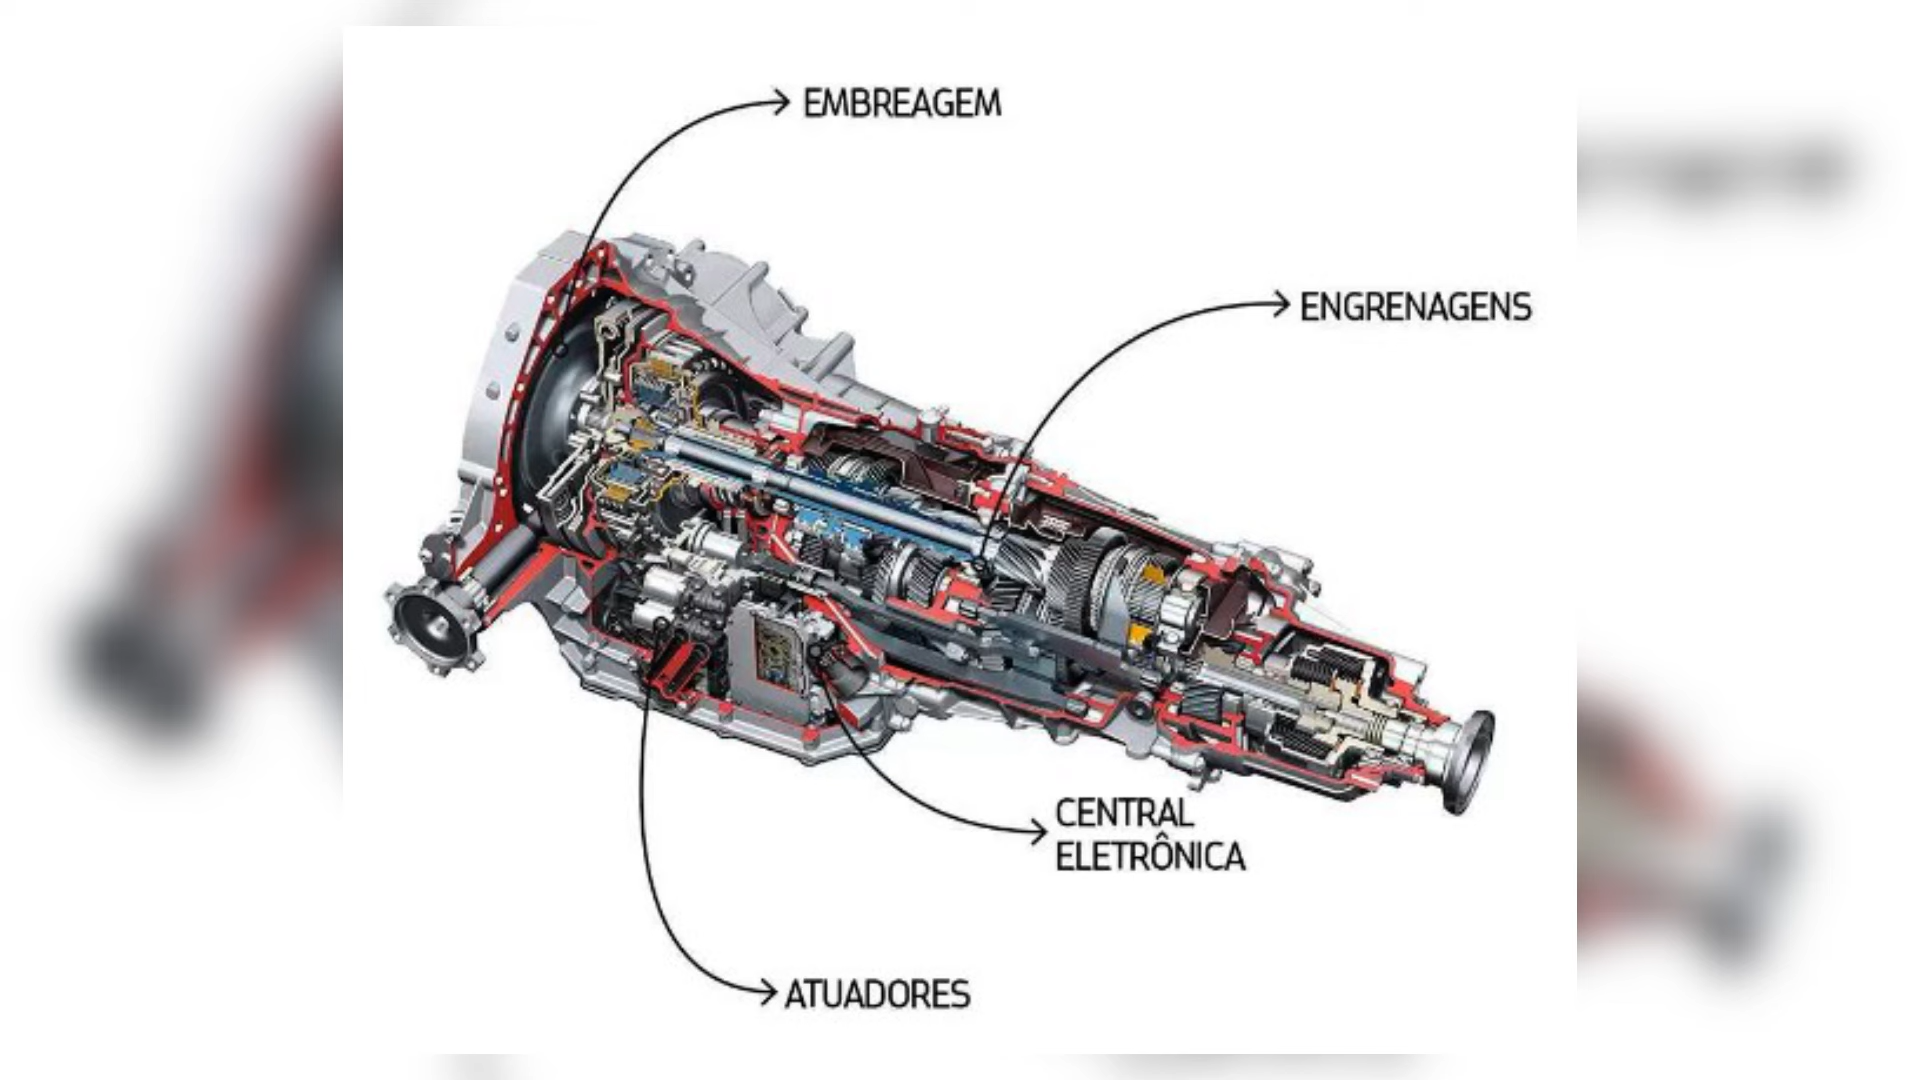 EMBREAGEM
ENGRENAGENS
CENTRAL
ELETRÔNICA
ATUADORES